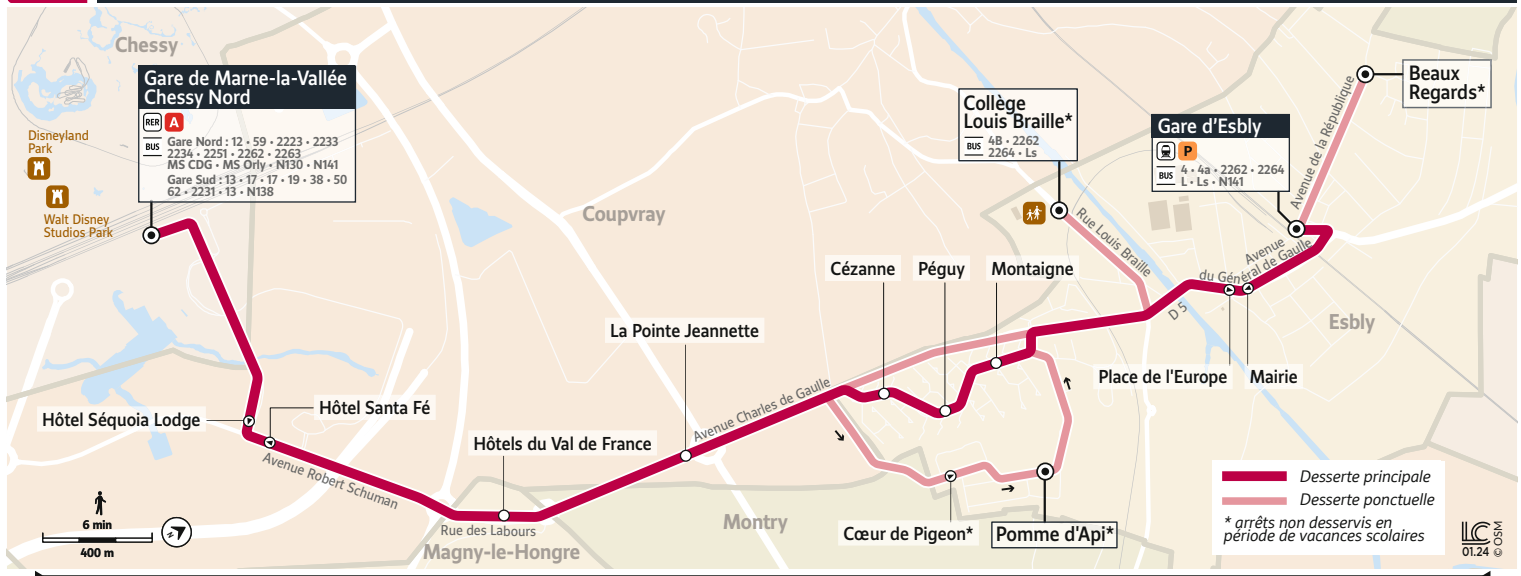 Chessy
Gare de Marne-la-Vallée
Chessy Nord
RER A
BUS
Gare Nord : 12 • 59 • 2223 • 2233
2234 • 2251 • 2262 • 2263
MS CDG • MS Orly • N130 • N141
Gare Sud : 13 • 17 • 17 • 19 • 38 • 50
62 • 2231 • 13 • N138
Disneyland
Park
Walt Disney
Studios Park
Coupvray
Collège
Louis Braille*
BUS
4B • 2262
2264 • Ls
Gare d'Esbly
P
BUS
4 • 4a • 2262 • 2264
L • Ls • N141
Beaux
Regards*
Avenue de la République
Rue Louis Braille
Avenue
du Général de Gaulle
D 5
Esbly
Cézanne
Péguy
Montaigne
La Pointe Jeannette
Place de l'Europe
Mairie
Avenue Charles de Gaulle
Hôtel Séquoia Lodge
Hôtel Santa Fé
Hôtels du Val de France
Avenue Robert Schuman
Rue des Labours
Magny-le-Hongre
Montry
Cœur de Pigeon*
Pomme d'Api*
6 min
400 m
Desserte principale
Desserte ponctuelle
* arrêts non desservis en
période de vacances scolaires
LC
01.24
© OSM